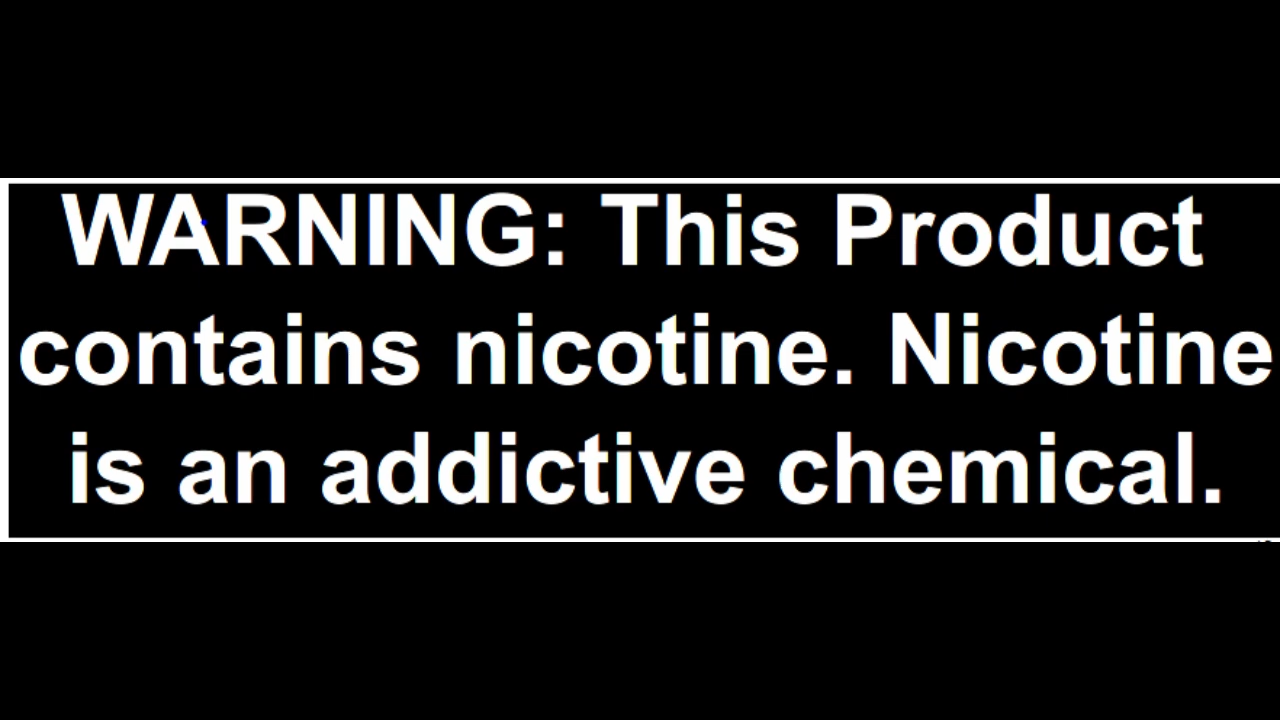 WARNING: This Product
contains nicotine. Nicotine
is an addictive chemical.